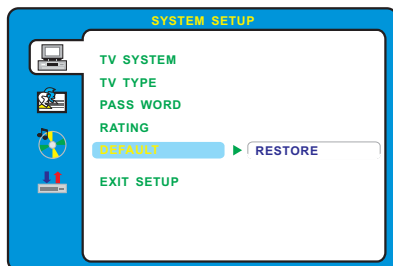 SYSTEM SETUP
TV SYSTEM
TV TYPE
PASS WORD
RATING
DEFAULT
RESTORE
EXIT SETUP